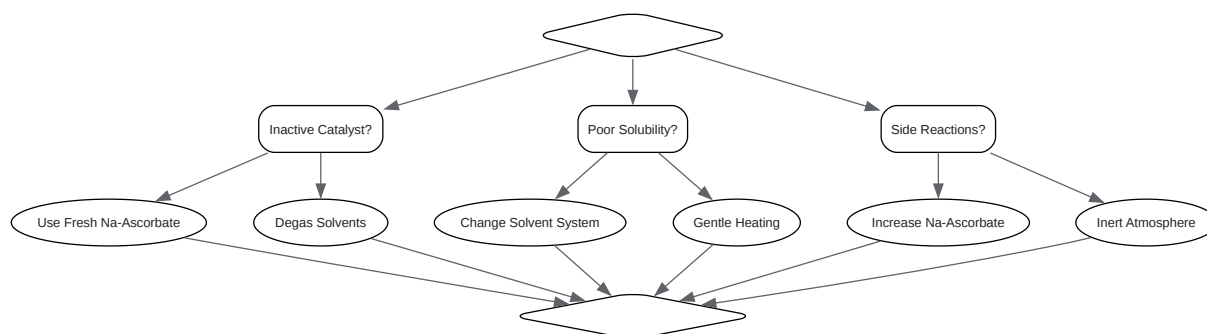 Inactive Catalyst?
Poor Solubility?
Side Reactions?
Use Fresh Na-Ascorbate
Degas Solvents
Change Solvent System
Gentle Heating
Increase Na-Ascorbate
Inert Atmosphere